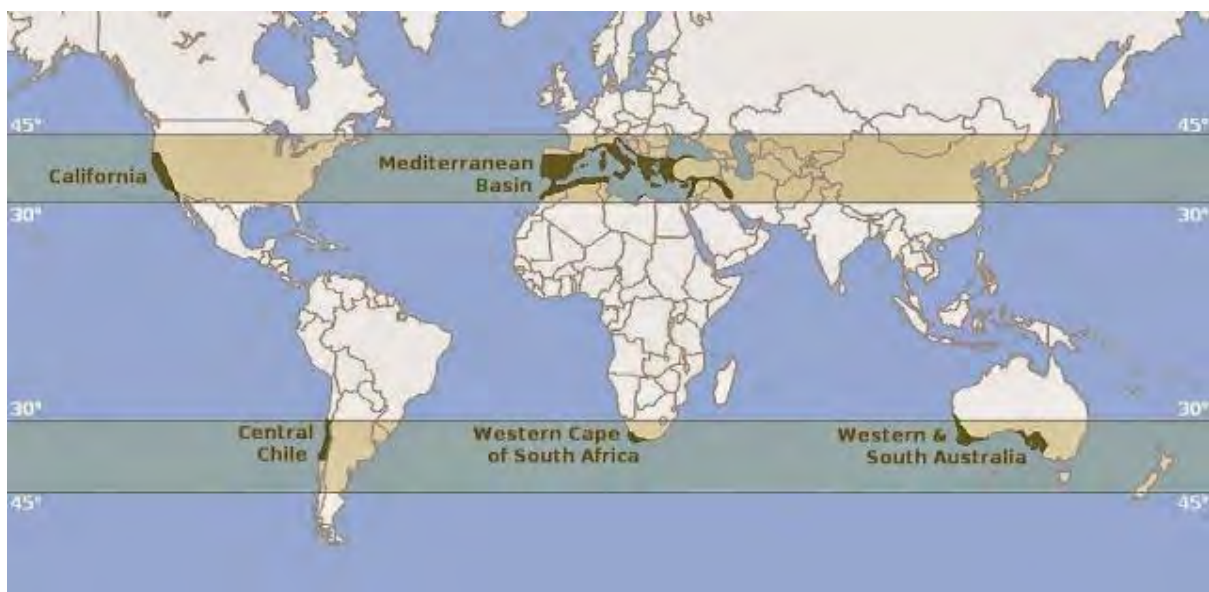 45° 45°
California
Mediterranean
Basin
30° 30°
30° 30°
Central
Chile
Western Cape
of South Africa
Western &
South Australia
45° 45°